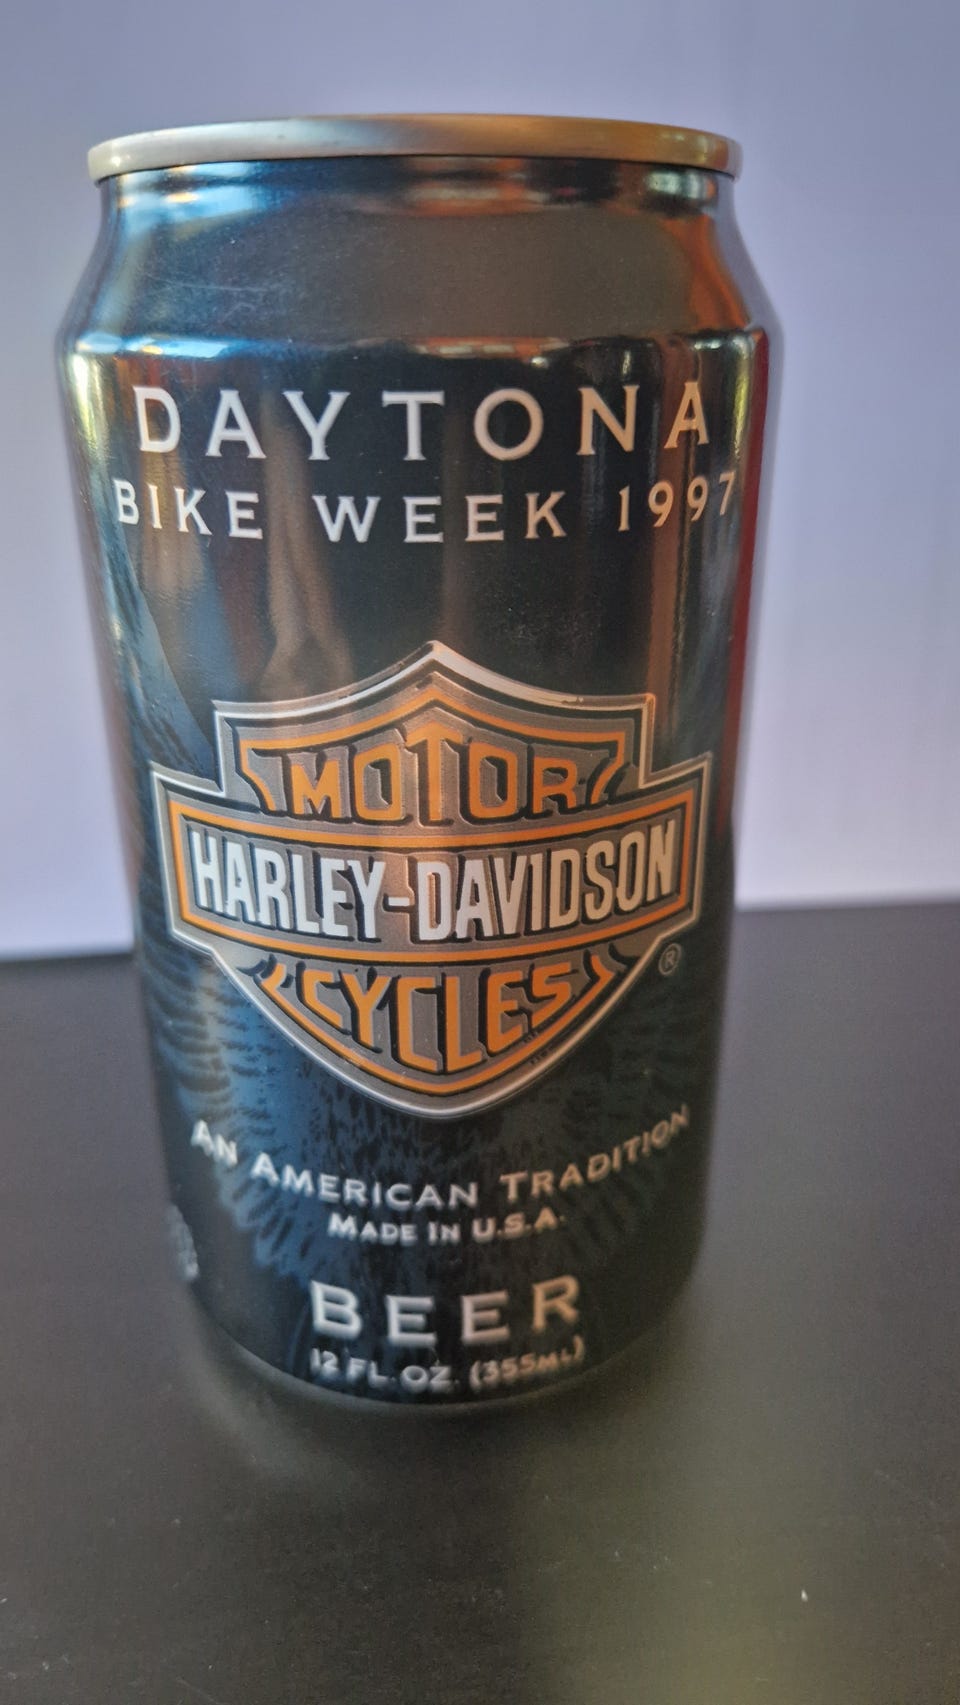 DAYTONA
BIKE WEEK 1997
MOTOR
HARLEY-DAVIDSON
CYCLES
®
AN AMERICAN TRADITION
MADE IN U.S.A.
BEER
12 FL. OZ. (355ML)